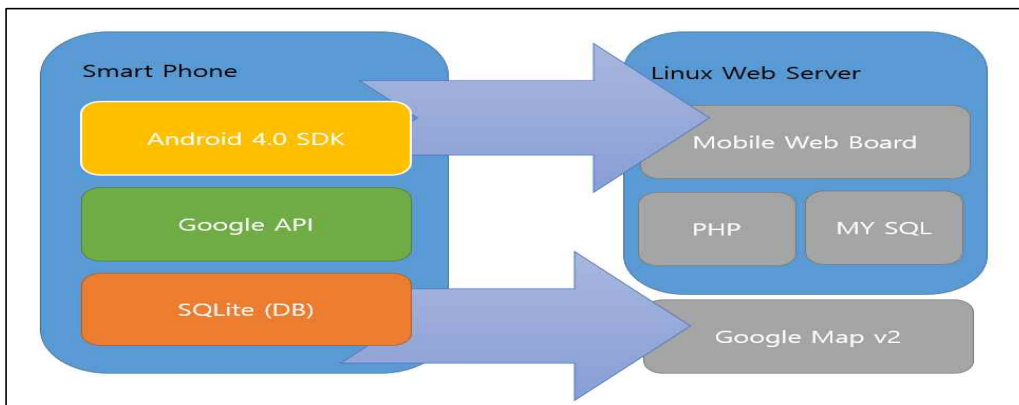 Smart Phone
Android 4.0 SDK
Google API
SQLite (DB)
Linux Web Server
Mobile Web Board
PHP
MY SQL
Google Map v2